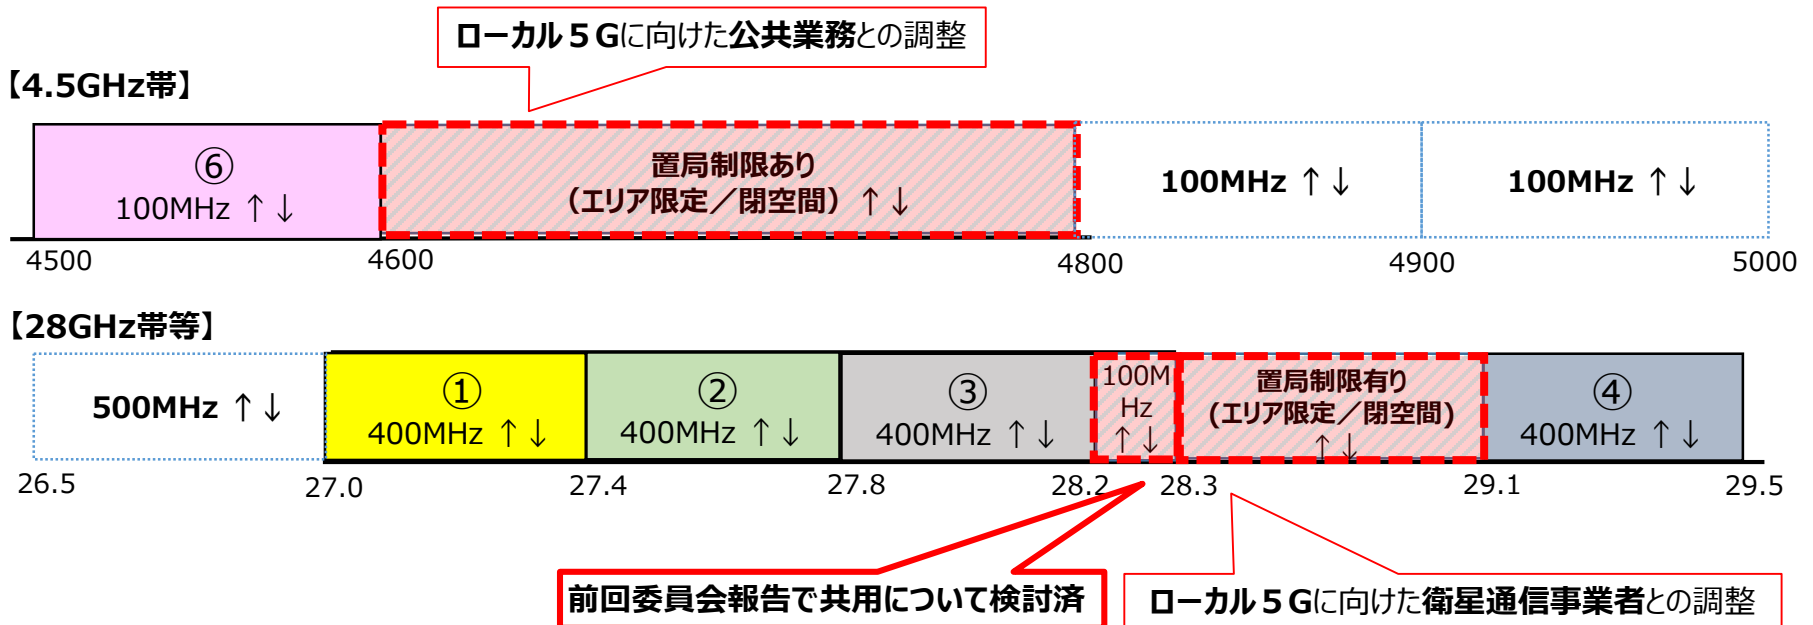 ローカル５Gに向けた公共業務との調整
【4.5GHz帯】
⑥
100MHz ↑↓
置局制限あり
（エリア限定／閉空間） ↑↓
100MHz ↑↓
100MHz ↑↓
4500
4600
4800
4900
5000
【28GHz帯等】
500MHz ↑↓
①
400MHz ↑↓
②
400MHz ↑↓
③
400MHz ↑↓
100M
Hz
↑↓
置局制限有り
(エリア限定／閉空間)
↑↓
④
400MHz ↑↓
26.5
27.0
27.4
27.8
28.2
28.3
29.1
29.5
前回委員会報告で共用について検討済
ローカル５Gに向けた衛星通信事業者との調整